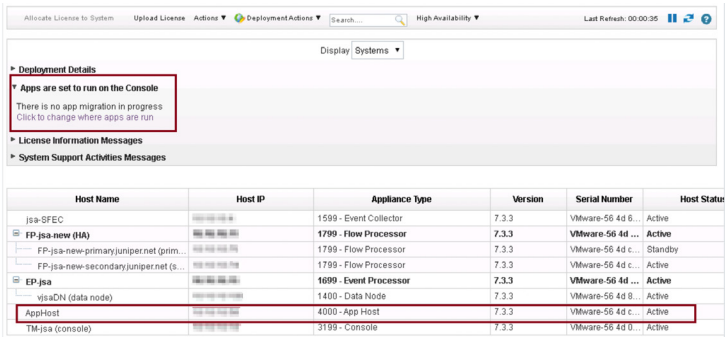 Allocate License to System Upload License Actions ▼ Deployment Actions ▼ Search.... High Availability ▼ Last Refresh: 00:00:35
Display Systems ▼
Deployment Details
Apps are set to run on the Console
There is no app migration in progress
Click to change where apps are run
License Information Messages
System Support Activities Messages
Host Name Host IP Appliance Type Version Serial Number Host Status
jsa-SFEC 1599 - Event Collector 7.3.3 VMware-56 4d 6... Active
FP-jsa-new (HA) 1799 - Flow Processor 7.3.3 VMware-56 4d ... Active
FP-jsa-new-primary.juniper.net (prim... 1799 - Flow Processor 7.3.3 VMware-56 4d c... Standby
FP-jsa-new-secondary.juniper.net (s... 1799 - Flow Processor 7.3.3 VMware-56 4d c... Active
EP-jsa 1699 - Event Processor 7.3.3 VMware-56 4d ... Active
vjsaDN (data node) 1400 - Data Node 7.3.3 VMware-56 4d 8... Active
AppHost 4000 - App Host 7.3.3 VMware-56 4d c... Active
TM-jsa (console) 3199 - Console 7.3.3 VMware-56 4d 0... Active